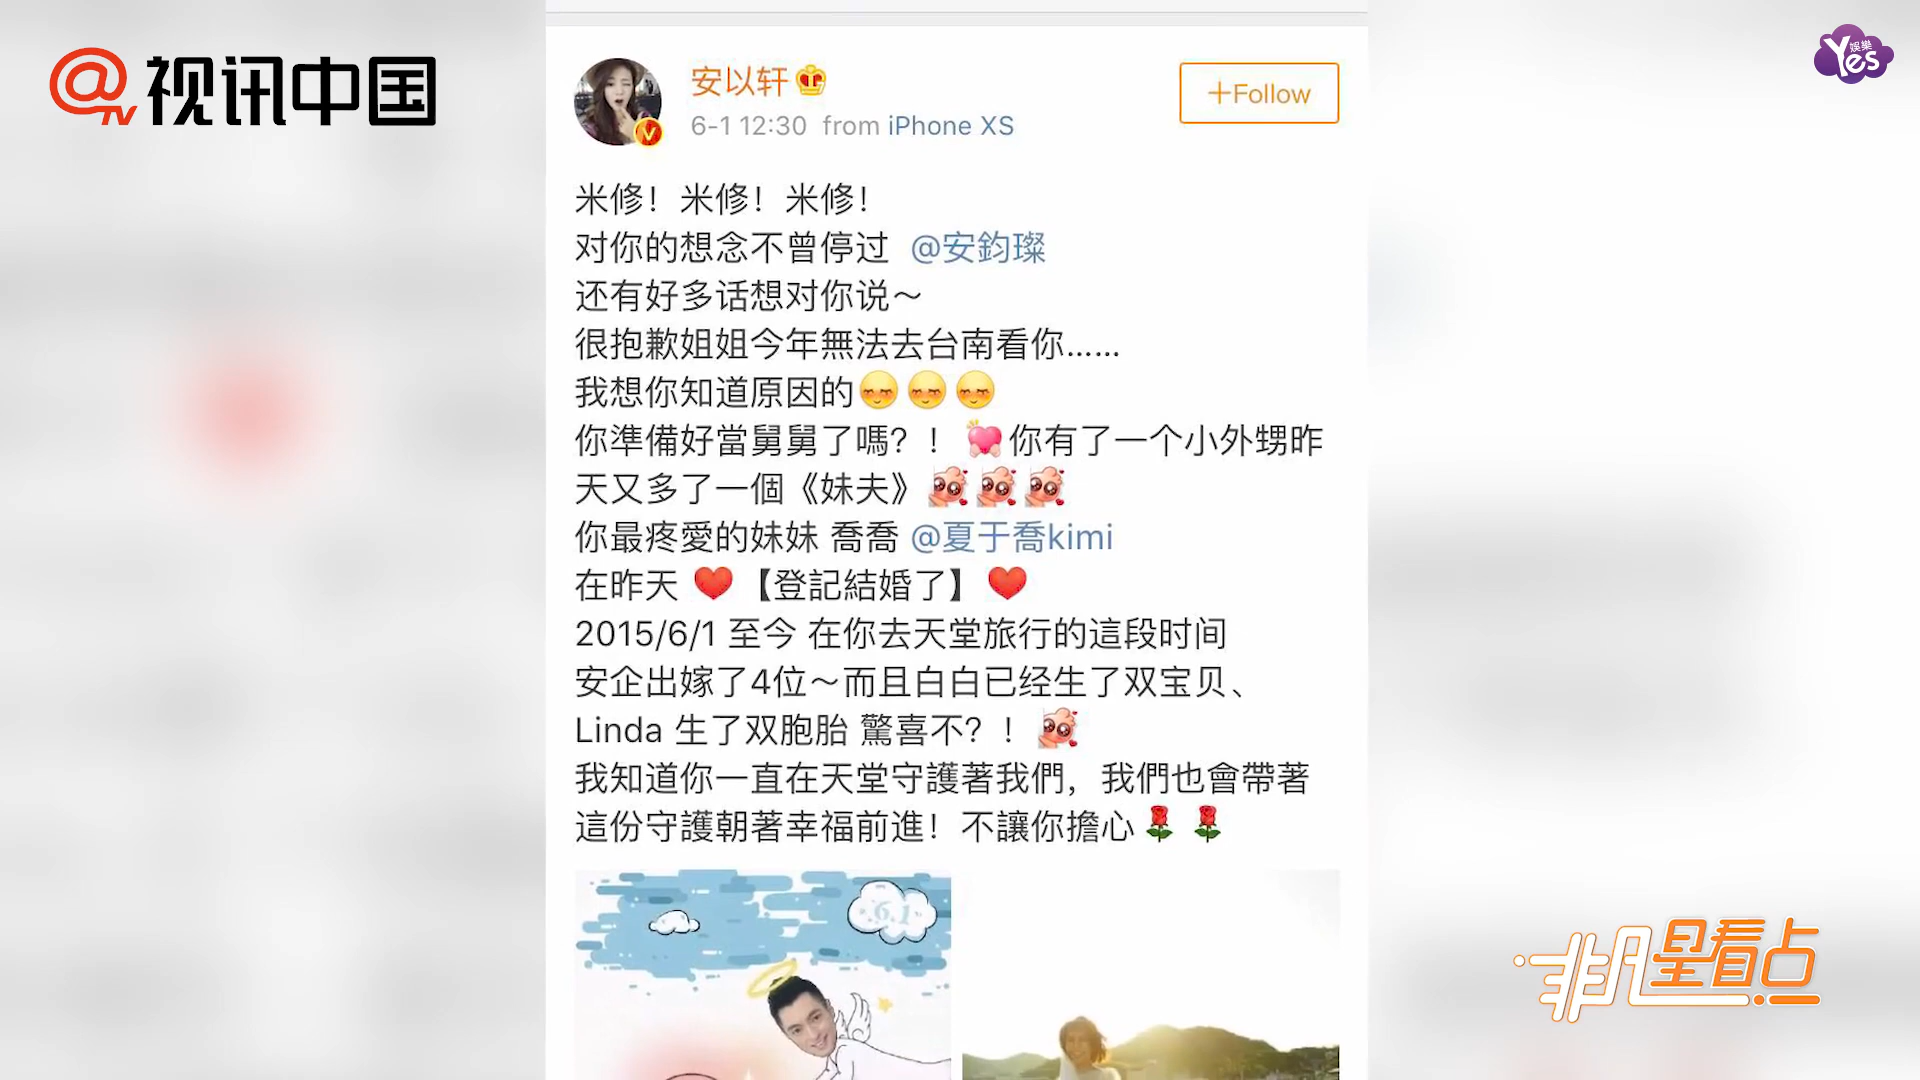 @TV 视讯中国
Yes 娱樂
安以轩
6-1 12:30 from iPhone XS
+Follow
米修！米修！米修！
对你的想念不曾停过 @安鈞璨
还有好多话想对你说～
很抱歉姐姐今年無法去台南看你……
我想你知道原因的
你準備好當舅舅了嗎？！你有了一个小外甥昨
天又多了一個《妹夫》
你最疼愛的妹妹 喬喬 @夏于喬kimi
在昨天【登記結婚了】
2015/6/1 至今 在你去天堂旅行的這段时间
安企出嫁了4位～而且白白已经生了双宝贝、
Linda 生了双胞胎 驚喜不？！
我知道你一直在天堂守護著我們，我們也會帶著
這份守護朝著幸福前進！不讓你擔心
6.1
非凡星看点